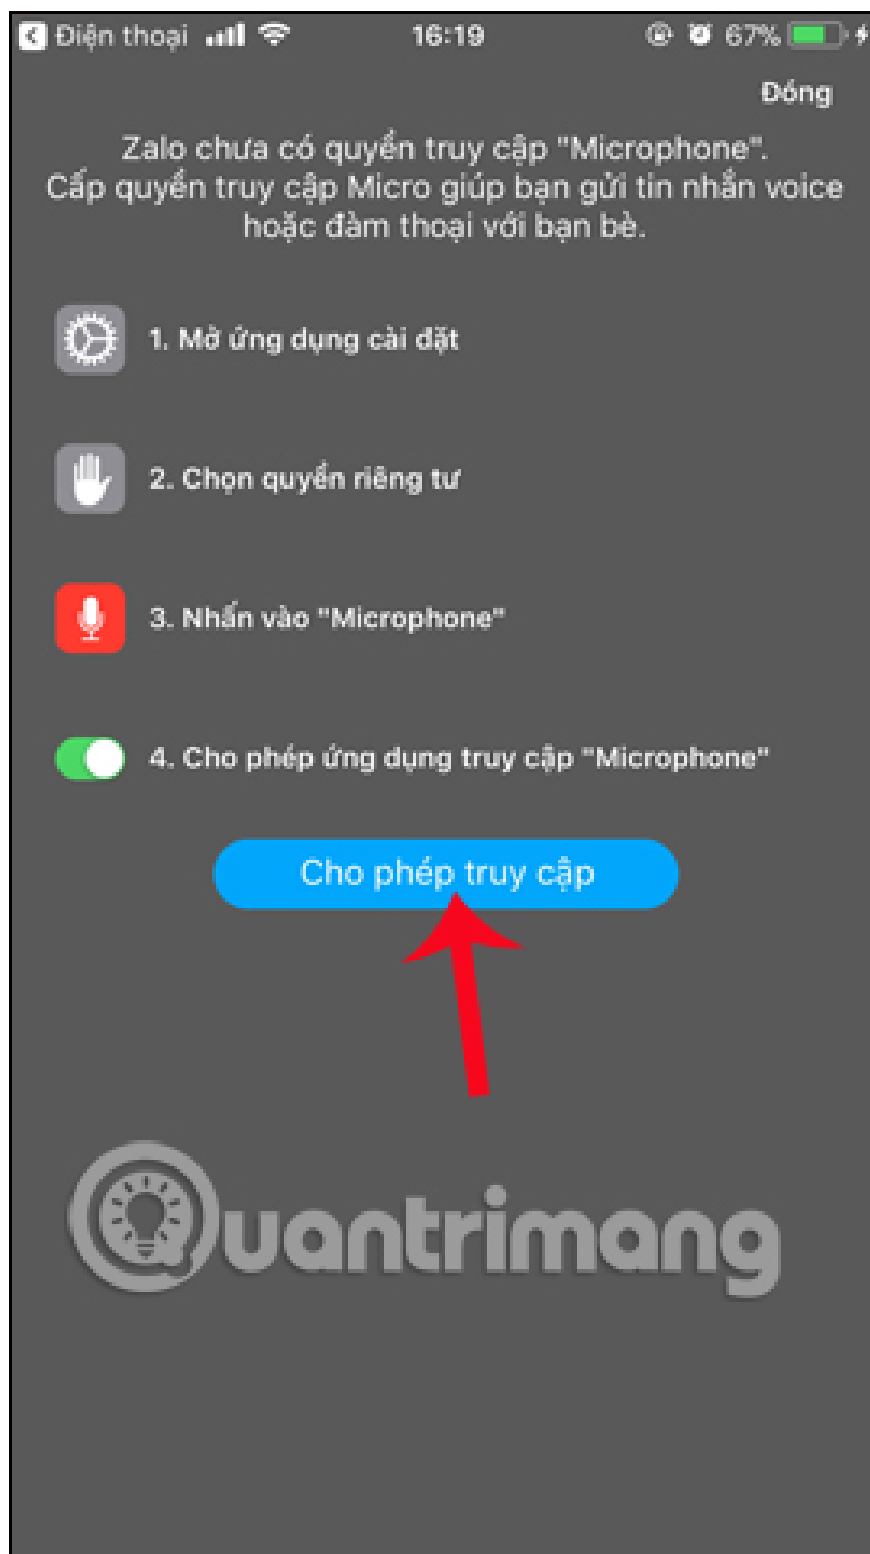 Điện thoại 16:19 67%
Đóng
Zalo chưa có quyền truy cập "Microphone".
Cấp quyền truy cập Micro giúp bạn gửi tin nhắn voice
hoặc đàm thoại với bạn bè.
1. Mở ứng dụng cài đặt
2. Chọn quyền riêng tư
3. Nhấn vào "Microphone"
4. Cho phép ứng dụng truy cập "Microphone"
Cho phép truy cập
Quantrimang